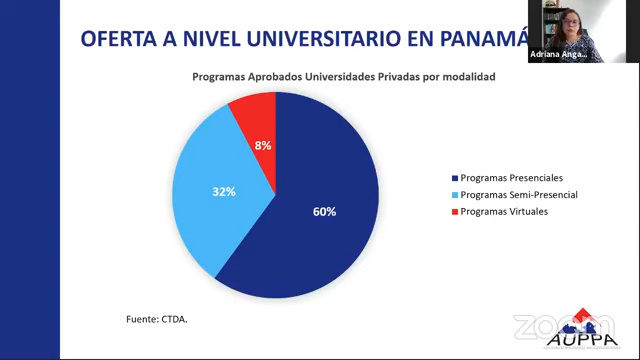 OFERTA A NIVEL UNIVERSITARIO EN PANAMÁ
Adriana Anga...
Programas Aprobados Universidades Privadas por modalidad
8%
32%
60%
Programas Presenciales
Programas Semi-Presencial
Programas Virtuales
Fuente: CTDA.
zoom
AUPPA